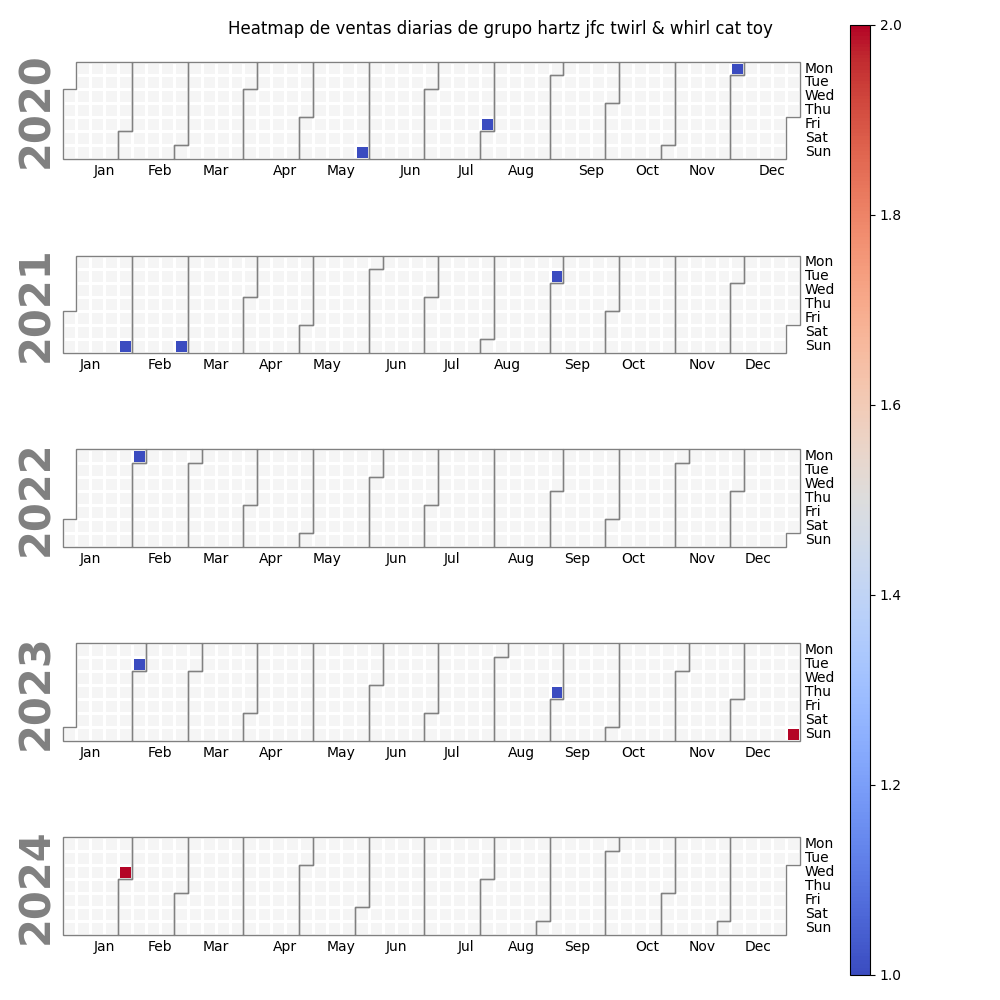 Heatmap de ventas diarias de grupo hartz jfc twirl & whirl cat toy
2020
Mon
Tue
Wed
Thu
Fri
Sat
Sun
Jan Feb Mar Apr May Jun Jul Aug Sep Oct Nov Dec
2021
Mon
Tue
Wed
Thu
Fri
Sat
Sun
Jan Feb Mar Apr May Jun Jul Aug Sep Oct Nov Dec
2022
Mon
Tue
Wed
Thu
Fri
Sat
Sun
Jan Feb Mar Apr May Jun Jul Aug Sep Oct Nov Dec
2023
Mon
Tue
Wed
Thu
Fri
Sat
Sun
Jan Feb Mar Apr May Jun Jul Aug Sep Oct Nov Dec
2024
Mon
Tue
Wed
Thu
Fri
Sat
Sun
Jan Feb Mar Apr May Jun Jul Aug Sep Oct Nov Dec
2.0
1.8
1.6
1.4
1.2
1.0